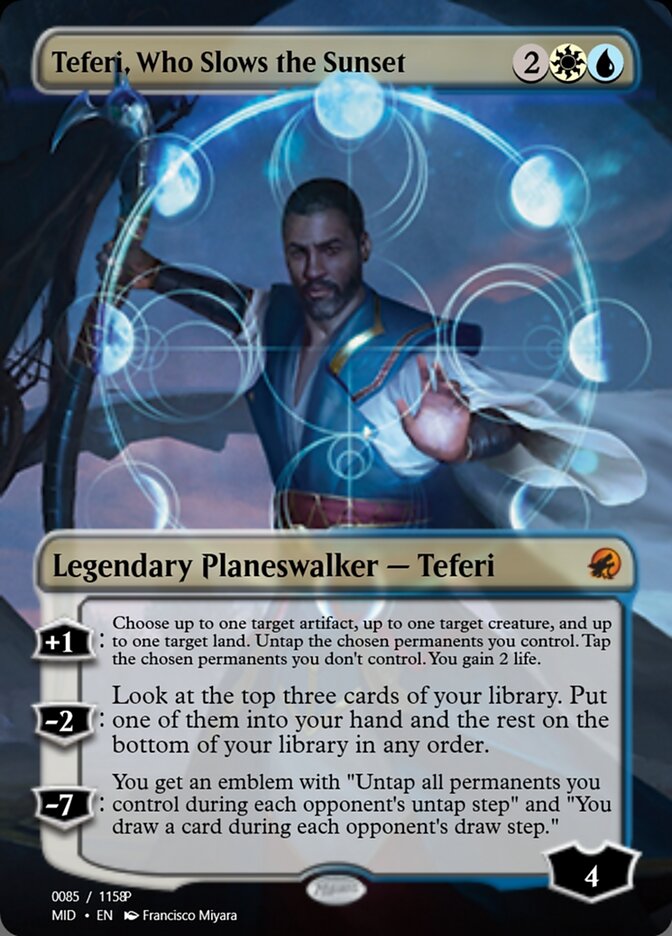 Teferi, Who Slows the Sunset 2
Legendary Planeswalker — Teferi
Choose up to one target artifact, up to one target creature, and up
+1 : to one target land. Untap the chosen permanents you control. Tap
the chosen permanents you don't control. You gain 2 life.
Look at the top three cards of your library. Put
−2 : one of them into your hand and the rest on the
bottom of your library in any order.
You get an emblem with "Untap all permanents you
−7 : control during each opponent's untap step" and "You
draw a card during each opponent's draw step."
4
0085 / 1158P
MID • EN Francisco Miyara